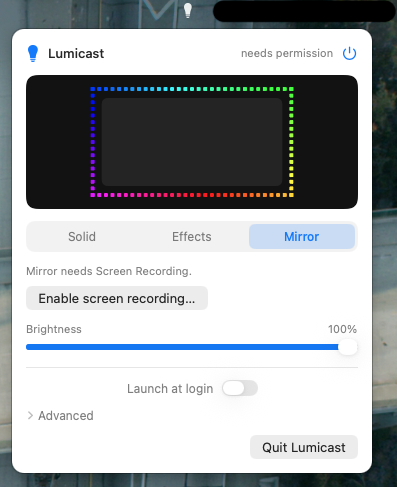 Lumicast
needs permission
Solid
Effects
Mirror
Mirror needs Screen Recording.
Enable screen recording...
Brightness
100%
Launch at login
Advanced
Quit Lumicast